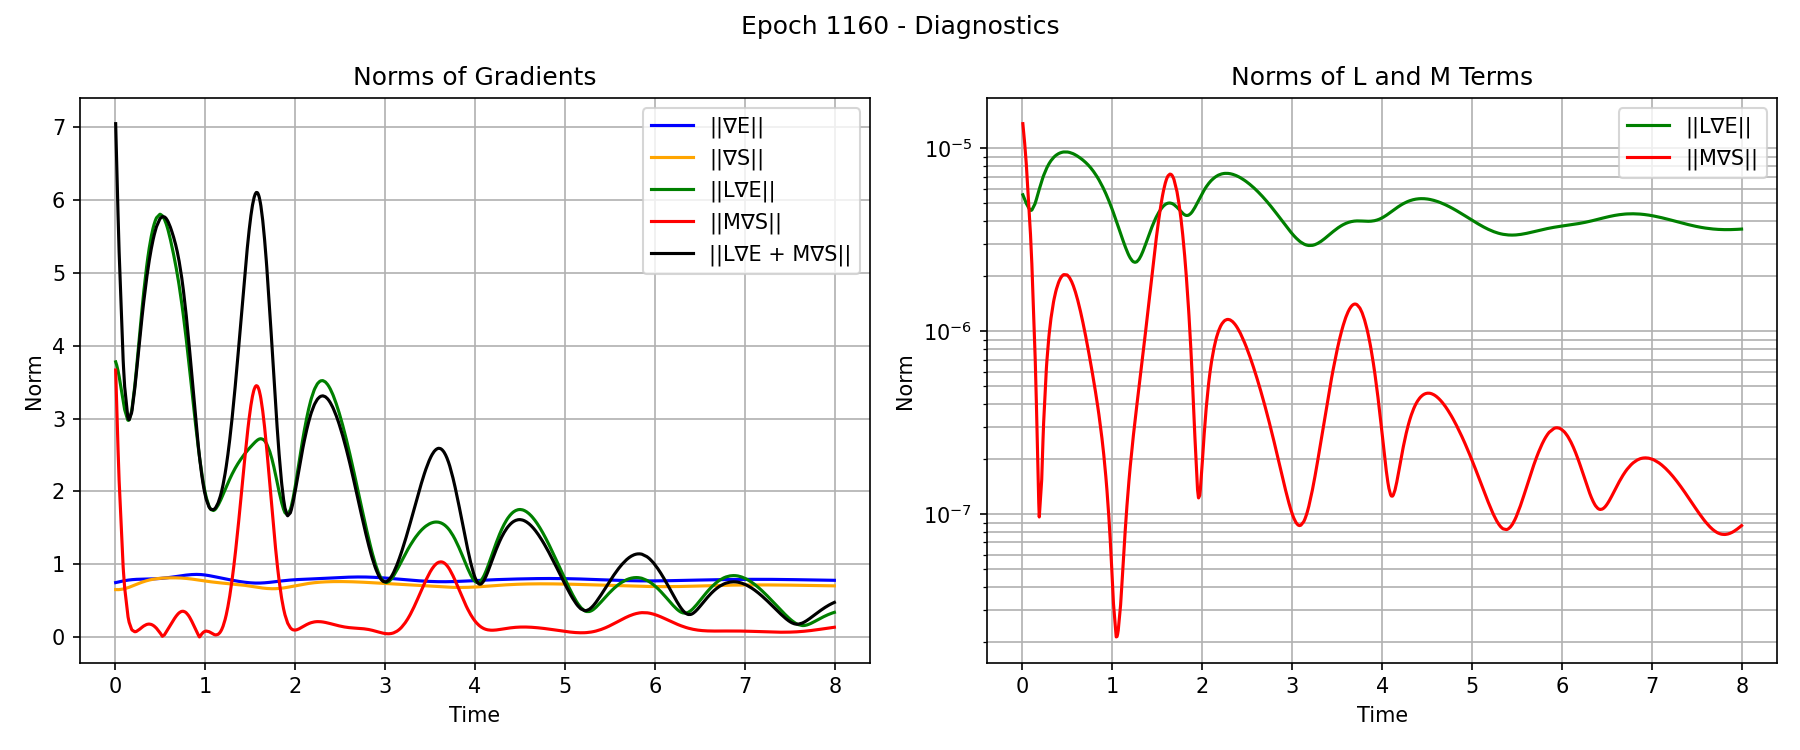 Epoch 1160 - Diagnostics
Norms of Gradients
Norm
7
6
5
4
3
2
1
0
||∇E||
||∇S||
||L∇E||
||M∇S||
||L∇E + M∇S||
0 1 2 3 4 5 6 7 8
Time
Norms of L and M Terms
Norm
10⁻⁵
10⁻⁶
10⁻⁷
||L∇E||
||M∇S||
0 1 2 3 4 5 6 7 8
Time